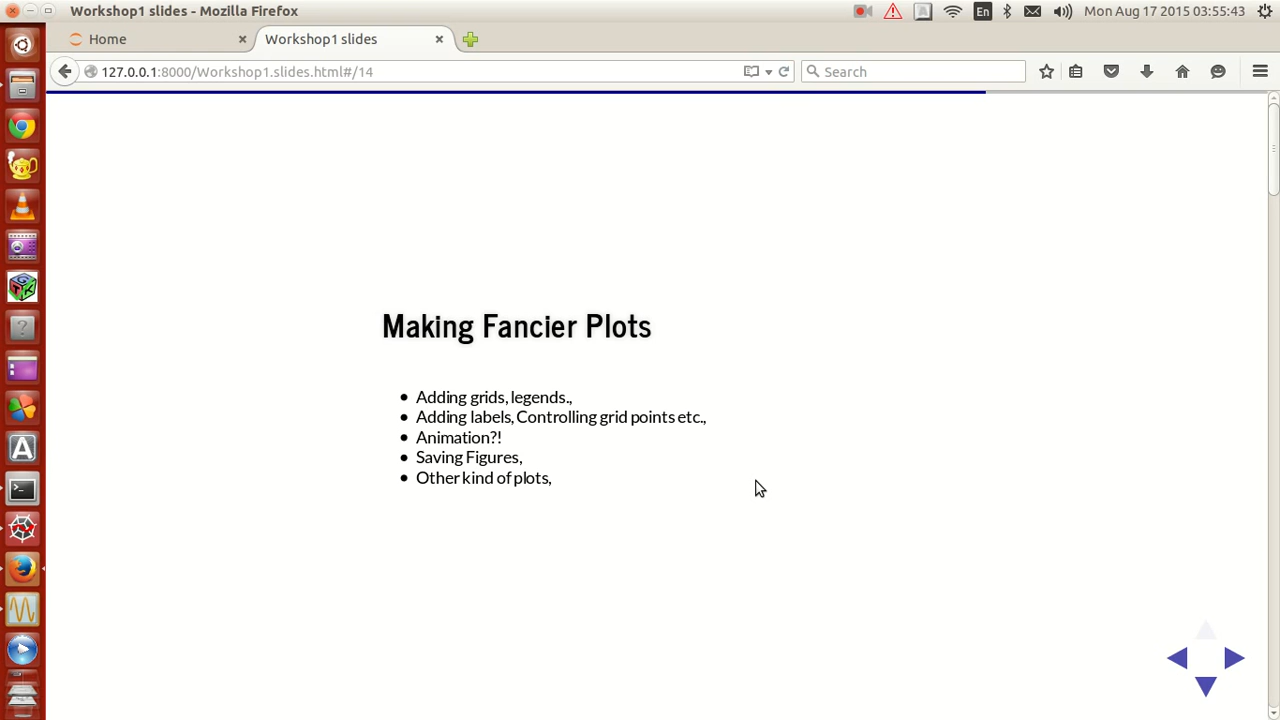 Workshop1 slides - Mozilla Firefox
En
Mon Aug 17 2015 03:55:43
Home
Workshop1 slides
127.0.0.1:8000/Workshop1.slides.html#/14
Search
Making Fancier Plots
Adding grids, legends.,
Adding labels, Controlling grid points etc.,
Animation?!
Saving Figures,
Other kind of plots,